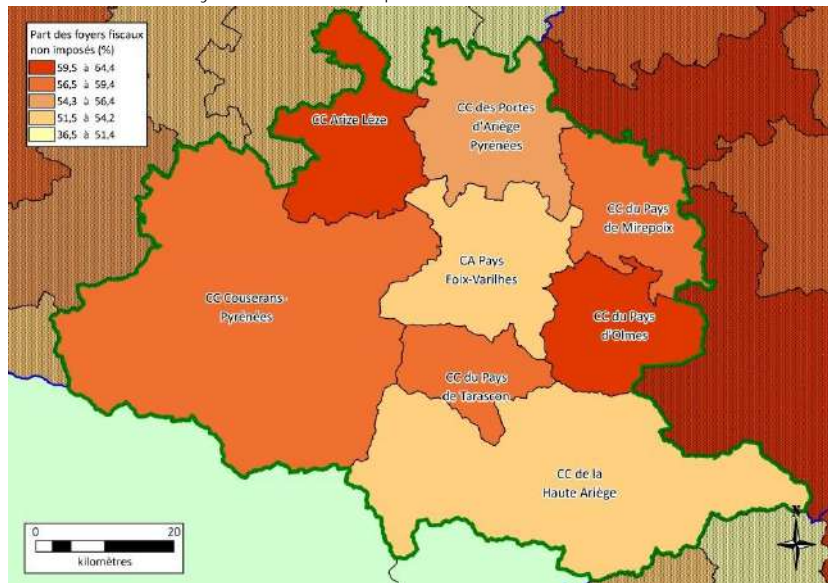 Part des foyers fiscaux
non imposés (%)
59,5 à 64,4
56,5 à 59,4
54,3 à 56,4
51,5 à 54,2
36,5 à 51,4
CC Arize Lèze
CC des Portes
d'Ariège
Pyrénées
CC du Pays
de Mirepoix
CA Pays
Foix-Varilhes
CC Couserans-
Pyrénées
CC du Pays
d'Olmes
CC du Pays
de Tarascon
CC de la
Haute Ariège
0 20
kilomètres
N